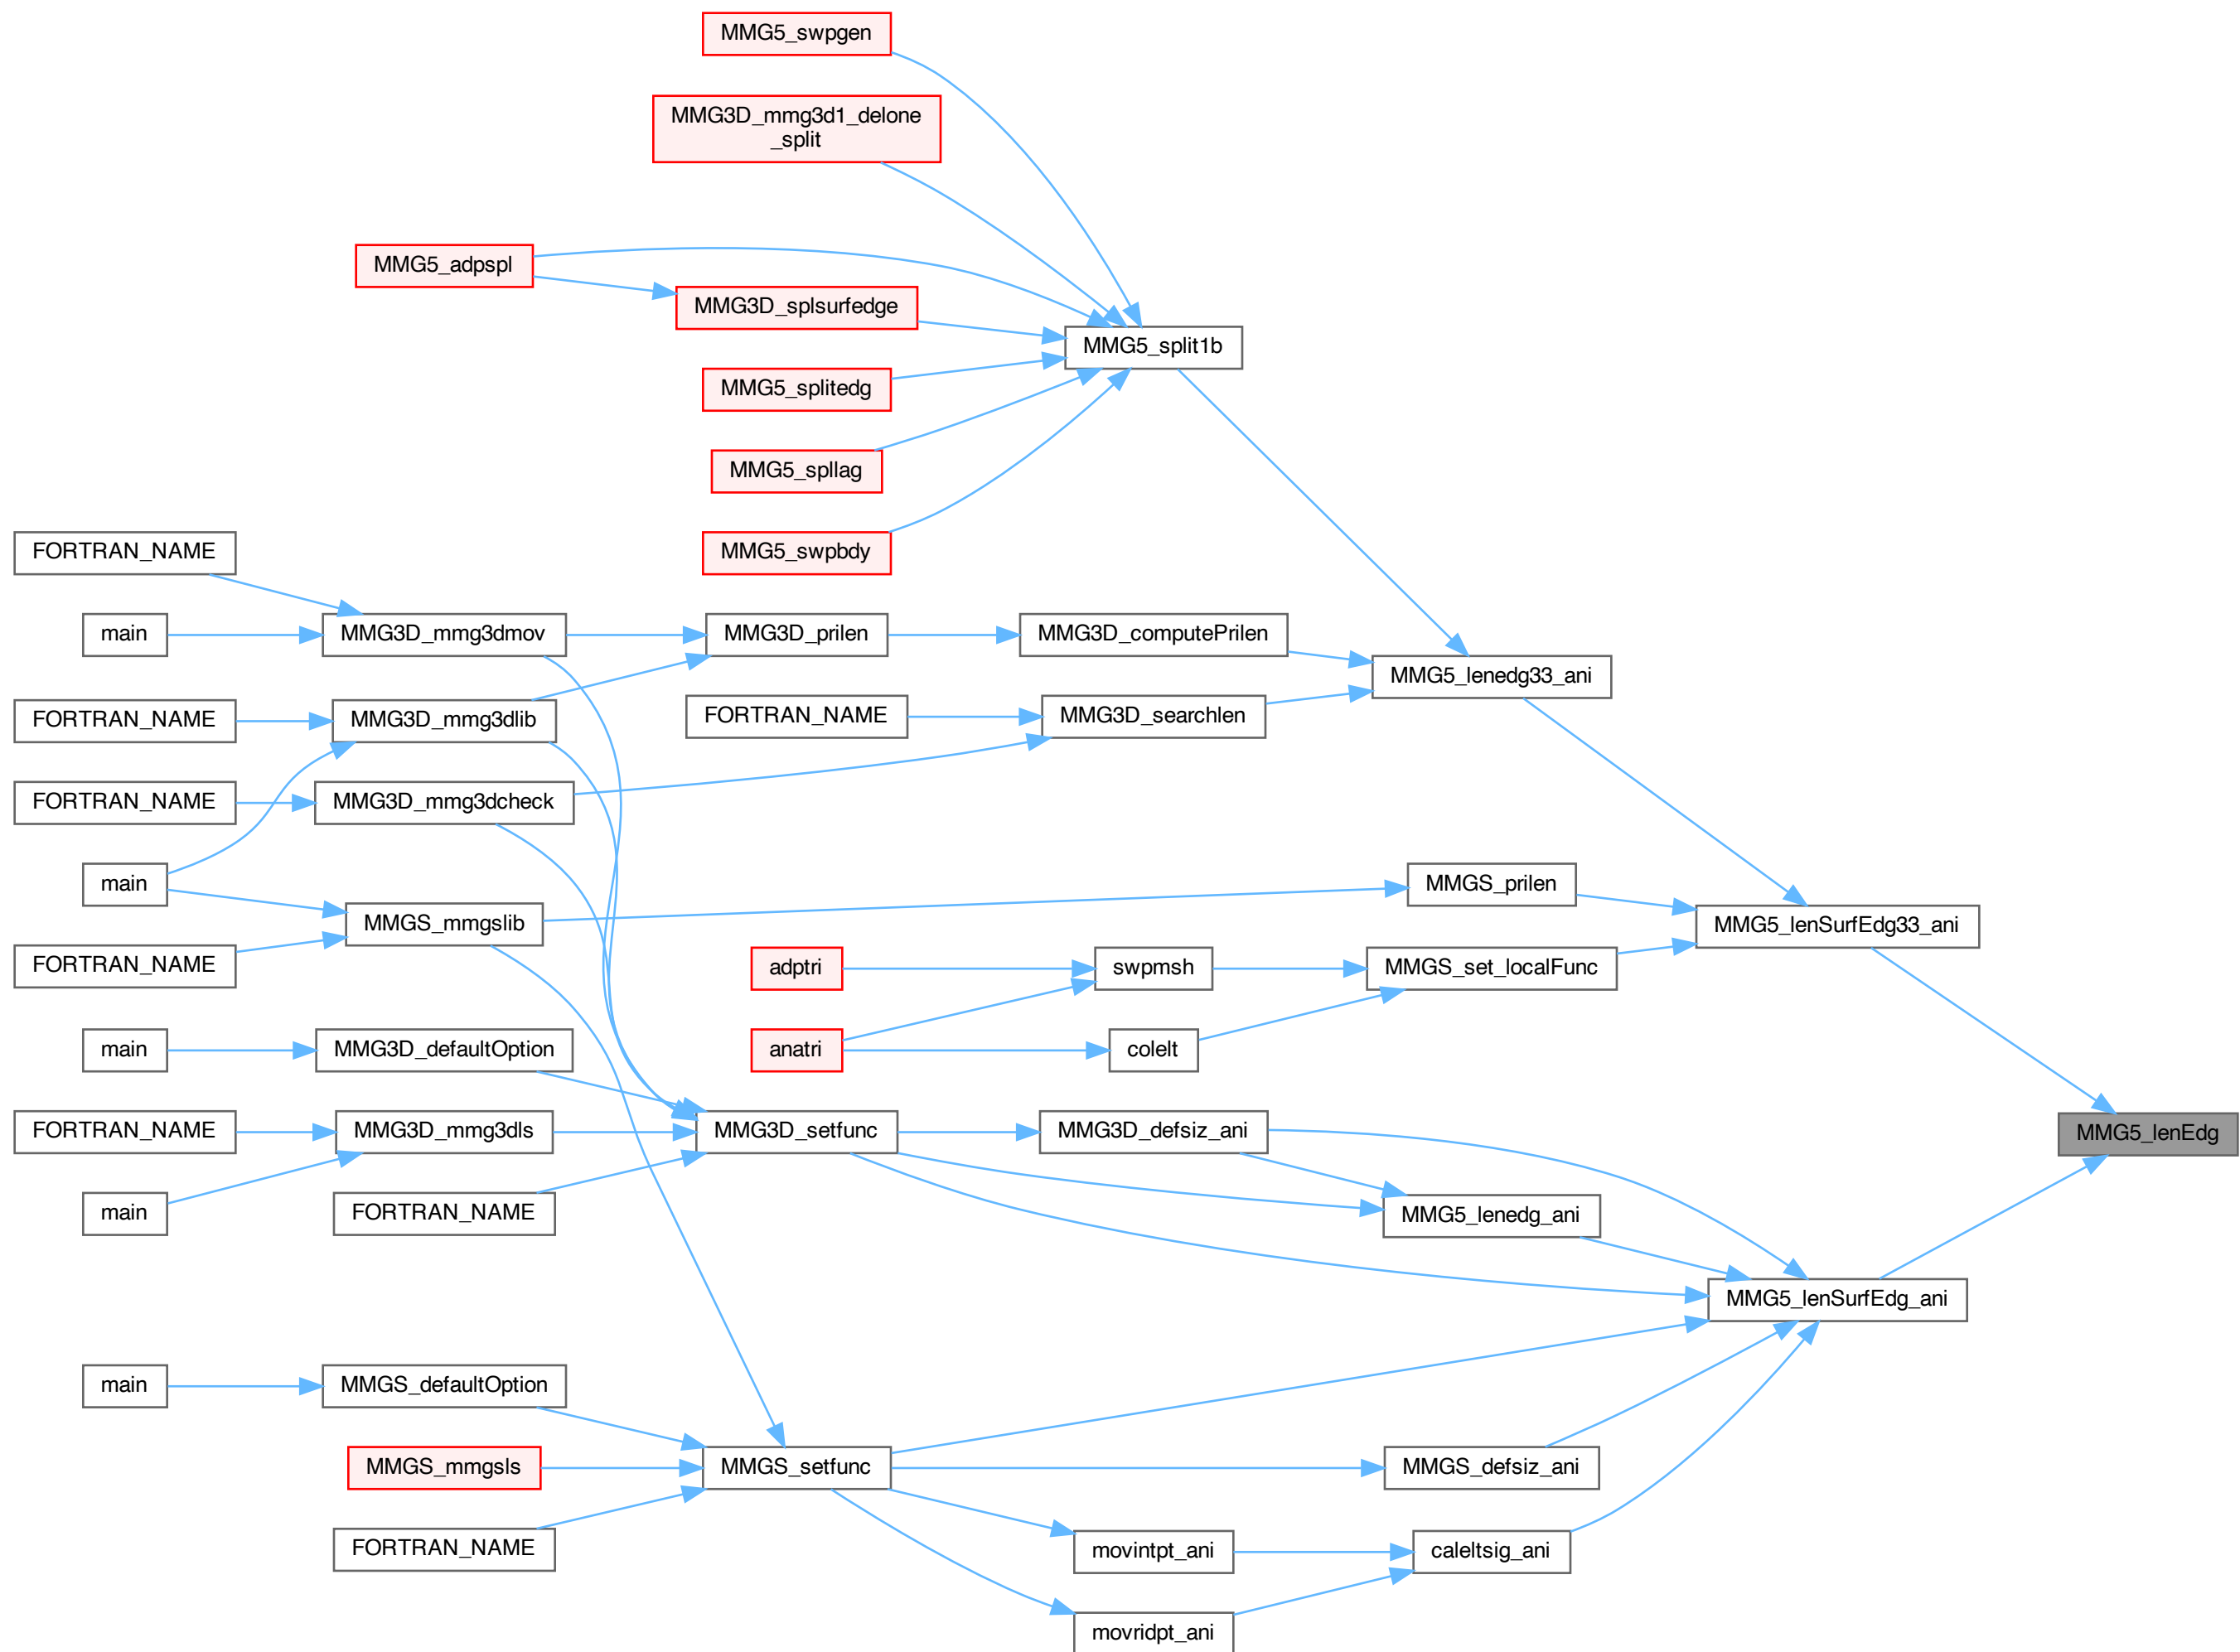 MMG5_swpgen
MMG3D_mmg3d1_delone
_split
MMG5_adpspl
MMG3D_splsurfedge
MMG5_split1b
MMG5_splitedg
MMG5_spllag
MMG5_swpbdy
FORTRAN_NAME
main
MMG3D_mmg3dmov
MMG3D_prilen
MMG3D_computePrilen
MMG5_lenedg33_ani
FORTRAN_NAME
MMG3D_mmg3dlib
FORTRAN_NAME
MMG3D_searchlen
FORTRAN_NAME
MMG3D_mmg3dcheck
main
MMGS_prilen
MMGS_mmgslib
MMG5_lenSurfEdg33_ani
FORTRAN_NAME
adptri
swpmsh
MMGS_set_localFunc
main
MMG3D_defaultOption
anatri
colelt
FORTRAN_NAME
MMG3D_mmg3dls
MMG3D_setfunc
MMG3D_defsiz_ani
MMG5_lenEdg
main
FORTRAN_NAME
MMG5_lenedg_ani
MMG5_lenSurfEdg_ani
main
MMGS_defaultOption
MMGS_mmgsls
MMGS_setfunc
MMGS_defsiz_ani
FORTRAN_NAME
movintpt_ani
caleltsig_ani
movridpt_ani